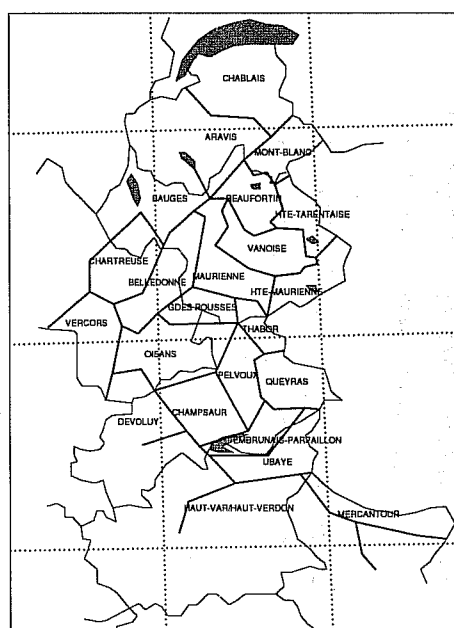 CHABLAIS
ARAVIS
MONT-BLANC
BAUGES
BEAUFORTIN
HTE-TARENTAISE
VANOISE
CHARTREUSE
MAURIENNE
BELLEDONNE
HTE-MAURIENNE
GDES ROUSSES
VERCORS
THABOR
OISANS
PELVOUX
QUEYRAS
CHAMPSAUR
DEVOLUY
EMBRUNAIS-PARPAILLON
UBAYE
HAUT-VAR/HAUT-VERDON
MERCANTOUR